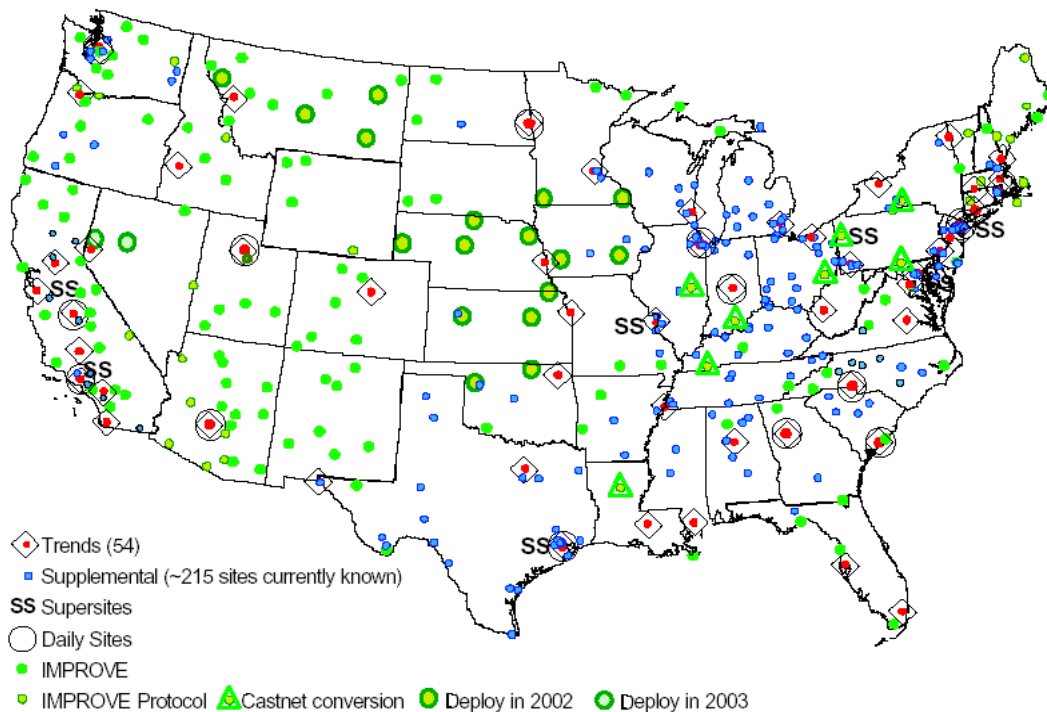 SS
SS
SS
SS
SS
SS
SS
Trends (54)
Supplemental (~215 sites currently known)
SS Supersites
Daily Sites
IMPROVE
IMPROVE Protocol Castnet conversion Deploy in 2002 Deploy in 2003